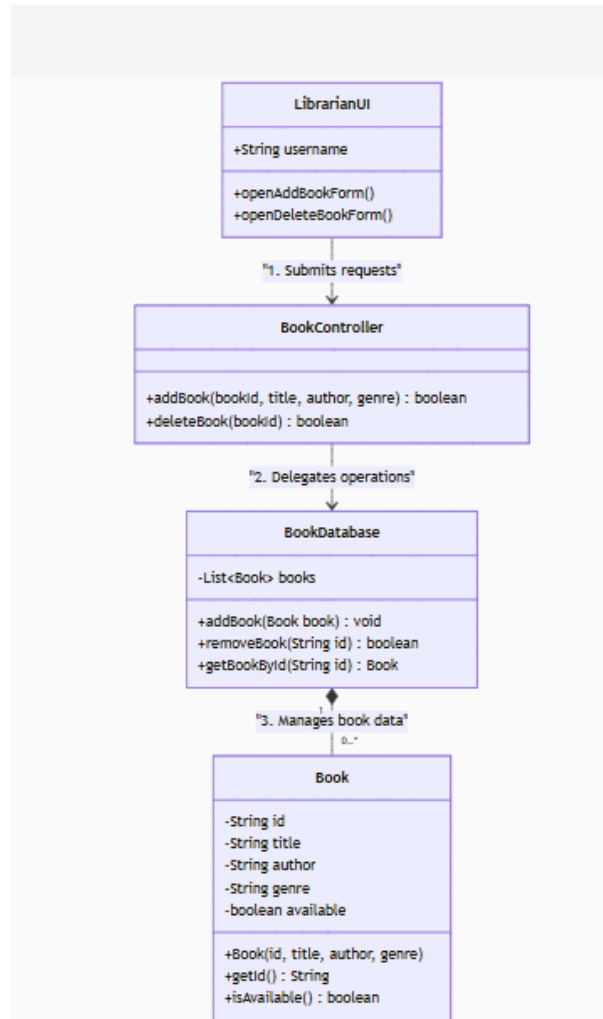 LibrarianUI
+String username
+openAddBookForm()
+openDeleteBookForm()
"1. Submits requests"
BookController
+addBook(bookId, title, author, genre) : boolean
+deleteBook(bookId) : boolean
"2. Delegates operations"
BookDatabase
-List<Book> books
+addBook(Book book) : void
+removeBook(String id) : boolean
+getBookById(String id) : Book
1
"3. Manages book data"
0..*
Book
-String id
-String title
-String author
-String genre
-boolean available
+Book(id, title, author, genre)
+getId() : String
+isAvailable() : boolean